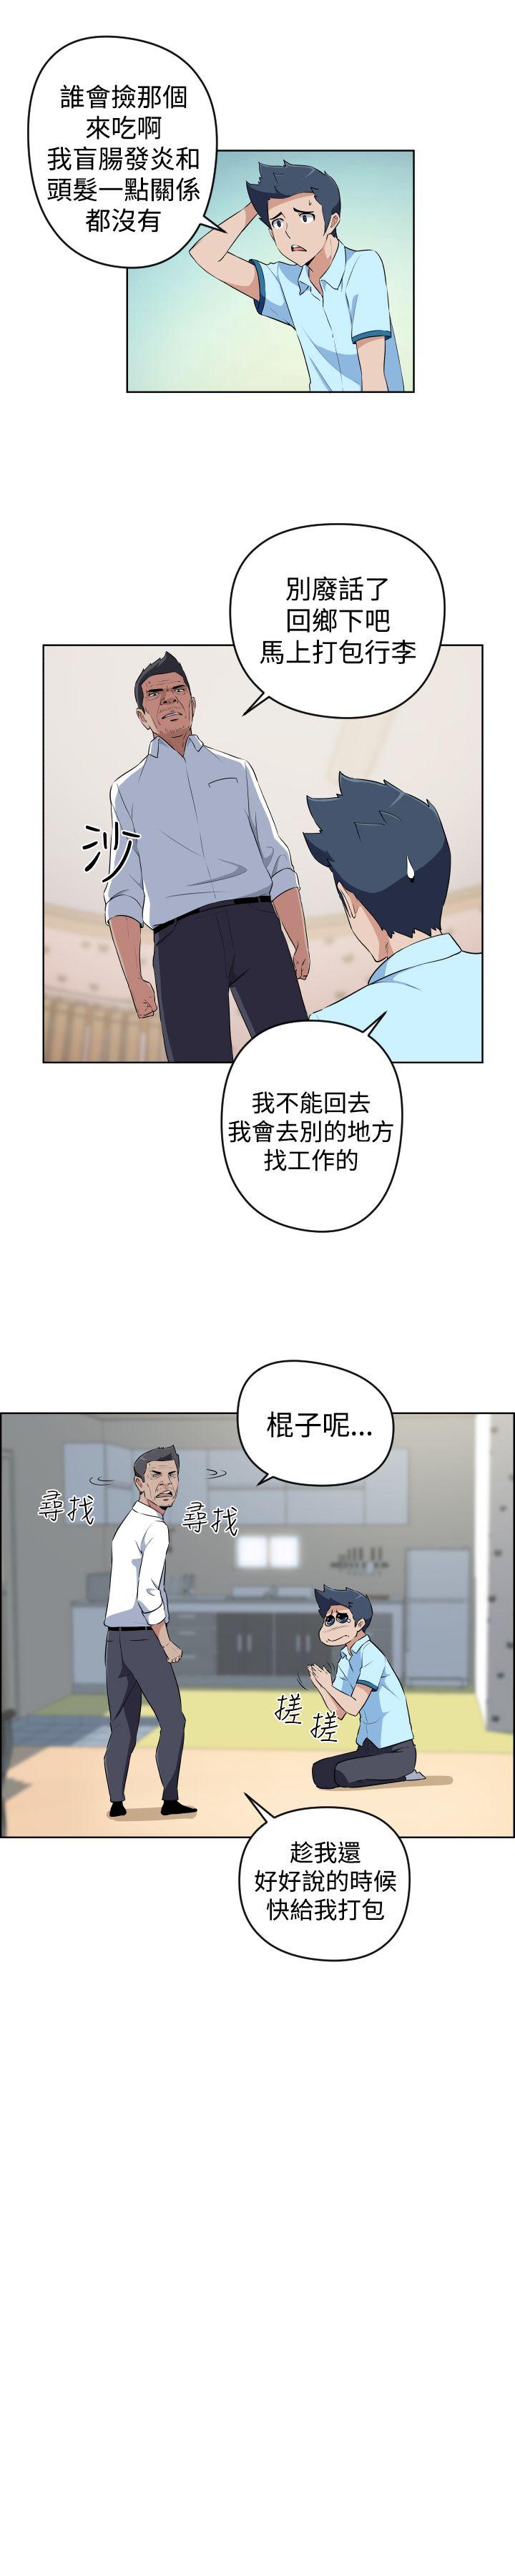 誰會撿那個
來吃啊
我盲腸發炎和
頭髮一點關係
都沒有
別廢話了
回鄉下吧
馬上打包行李
沙
我不能回去
我會去別的地方
找工作的
棍子呢...
尋找
尋找
搓
搓
趁我還
好好說的時候
快給我打包